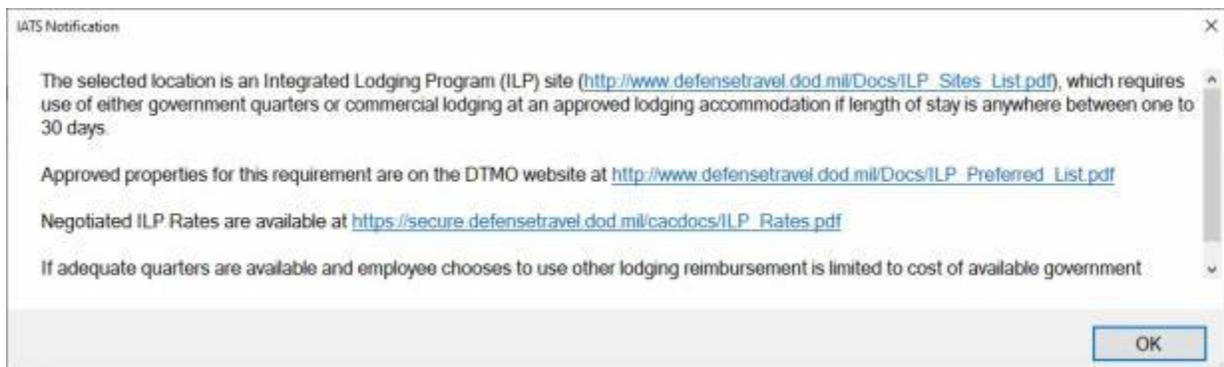 IATS Notification
The selected location is an Integrated Lodging Program (ILP) site (http://www.defensetravel.dod.mil/Docs/ILP_Sites_List.pdf), which requires
use of either government quarters or commercial lodging at an approved lodging accommodation if length of stay is anywhere between one to
30 days.
Approved properties for this requirement are on the DTMO website at http://www.defensetravel.dod.mil/Docs/ILP_Preferred_List.pdf
Negotiated ILP Rates are available at https://secure.defensetravel.dod.mil/cacdocs/ILP_Rates.pdf
If adequate quarters are available and employee chooses to use other lodging reimbursement is limited to cost of available government
OK